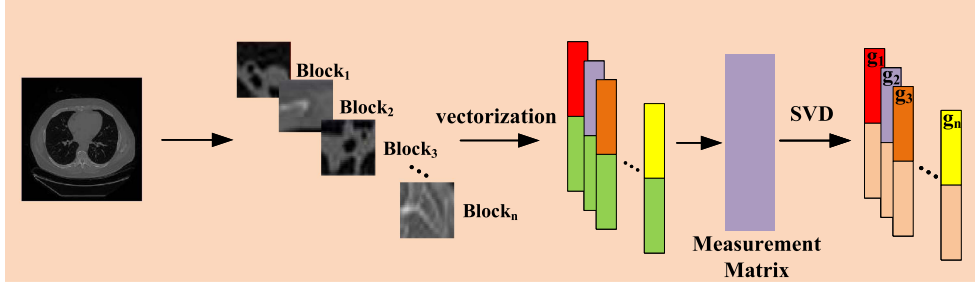 Block₁
Block₂
Block₃
Blockₙ
vectorization
Measurement
Matrix
SVD
g₁
g₂
g₃
gₙ